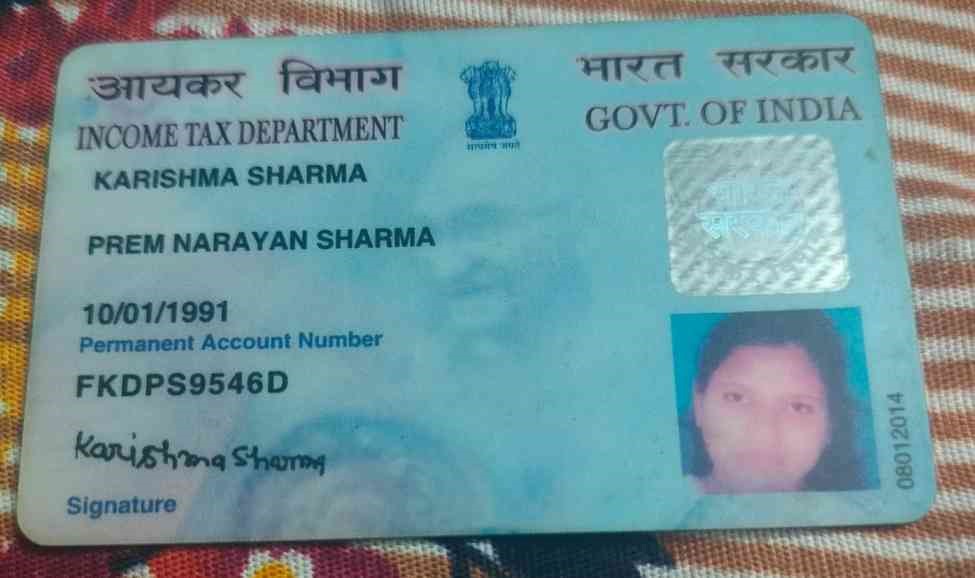 आयकर विभाग
INCOME TAX DEPARTMENT
भारत सरकार
GOVT. OF INDIA
सत्यमेव जयते
KARISHMA SHARMA
PREM NARAYAN SHARMA
10/01/1991
Permanent Account Number
FKDPS9546D
Karishma Sharma
Signature
भारत
सरकार
08012014